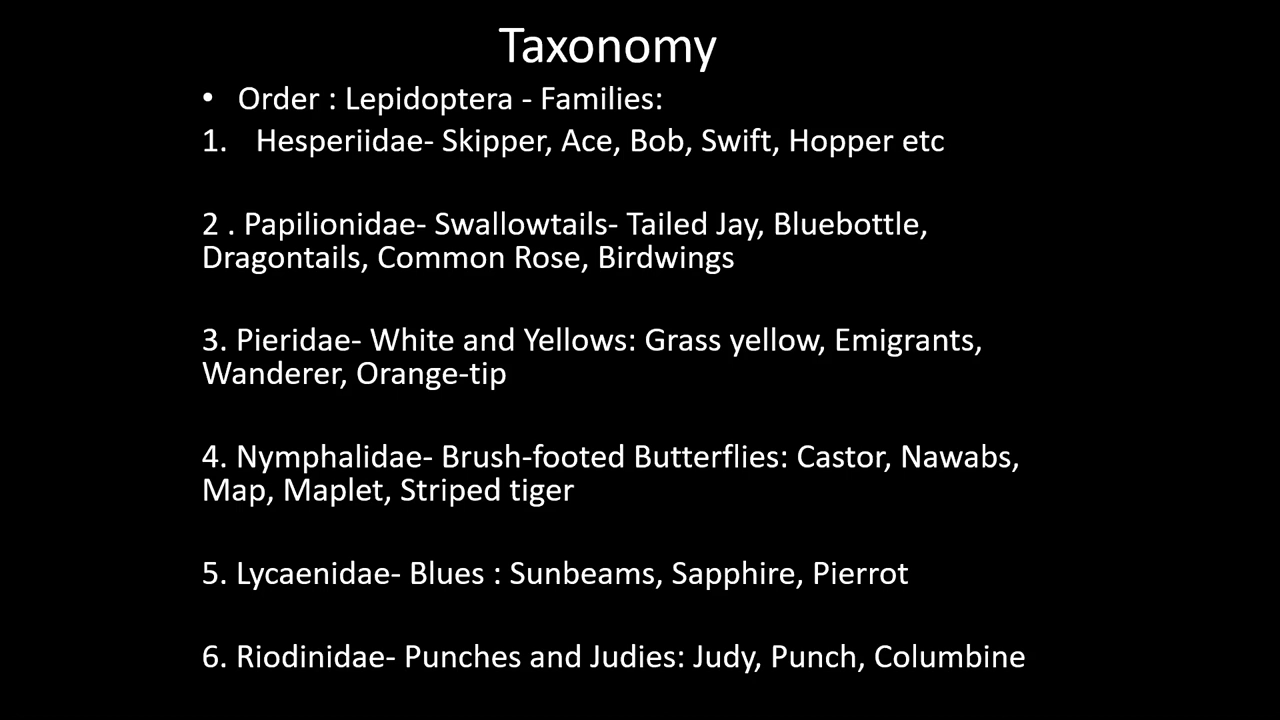 Taxonomy
• Order : Lepidoptera - Families:
1. Hesperiidae- Skipper, Ace, Bob, Swift, Hopper etc
2 . Papilionidae- Swallowtails- Tailed Jay, Bluebottle,
Dragontails, Common Rose, Birdwings
3. Pieridae- White and Yellows: Grass yellow, Emigrants,
Wanderer, Orange-tip
4. Nymphalidae- Brush-footed Butterflies: Castor, Nawabs,
Map, Maplet, Striped tiger
5. Lycaenidae- Blues : Sunbeams, Sapphire, Pierrot
6. Riodinidae- Punches and Judies: Judy, Punch, Columbine